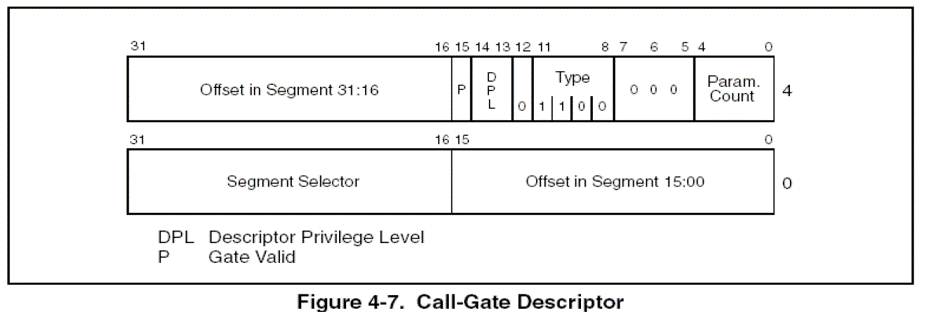 31 16 15 14 13 12 11 8 7 6 5 4 0
Offset in Segment 31:16 P DPL 0 Type 1 1 0 0 0 0 0 Param. Count 4
31 16 15 0
Segment Selector Offset in Segment 15:00 0
DPL Descriptor Privilege Level
P Gate Valid
Figure 4-7. Call-Gate Descriptor